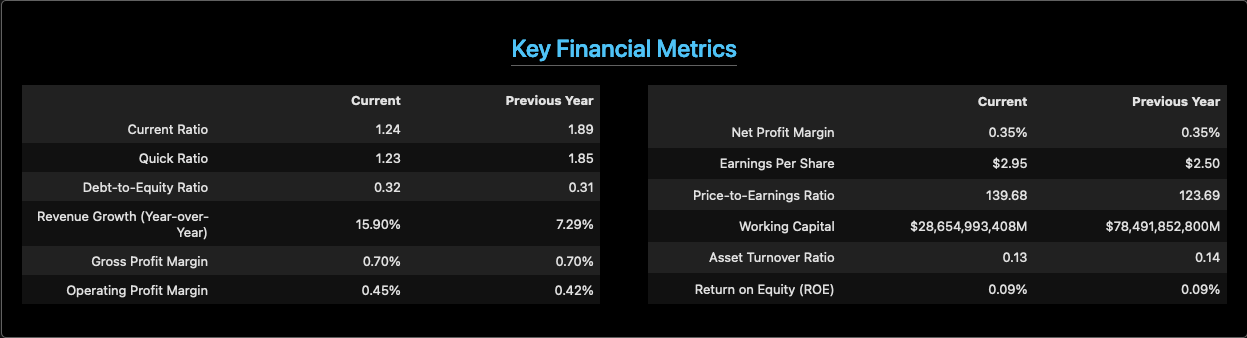 Key Financial Metrics
Current Previous Year
Current Ratio 1.24 1.89
Quick Ratio 1.23 1.85
Debt-to-Equity Ratio 0.32 0.31
Revenue Growth (Year-over-
Year) 15.90% 7.29%
Gross Profit Margin 0.70% 0.70%
Operating Profit Margin 0.45% 0.42%
Current Previous Year
Net Profit Margin 0.35% 0.35%
Earnings Per Share $2.95 $2.50
Price-to-Earnings Ratio 139.68 123.69
Working Capital $28,654,993,408M $78,491,852,800M
Asset Turnover Ratio 0.13 0.14
Return on Equity (ROE) 0.09% 0.09%